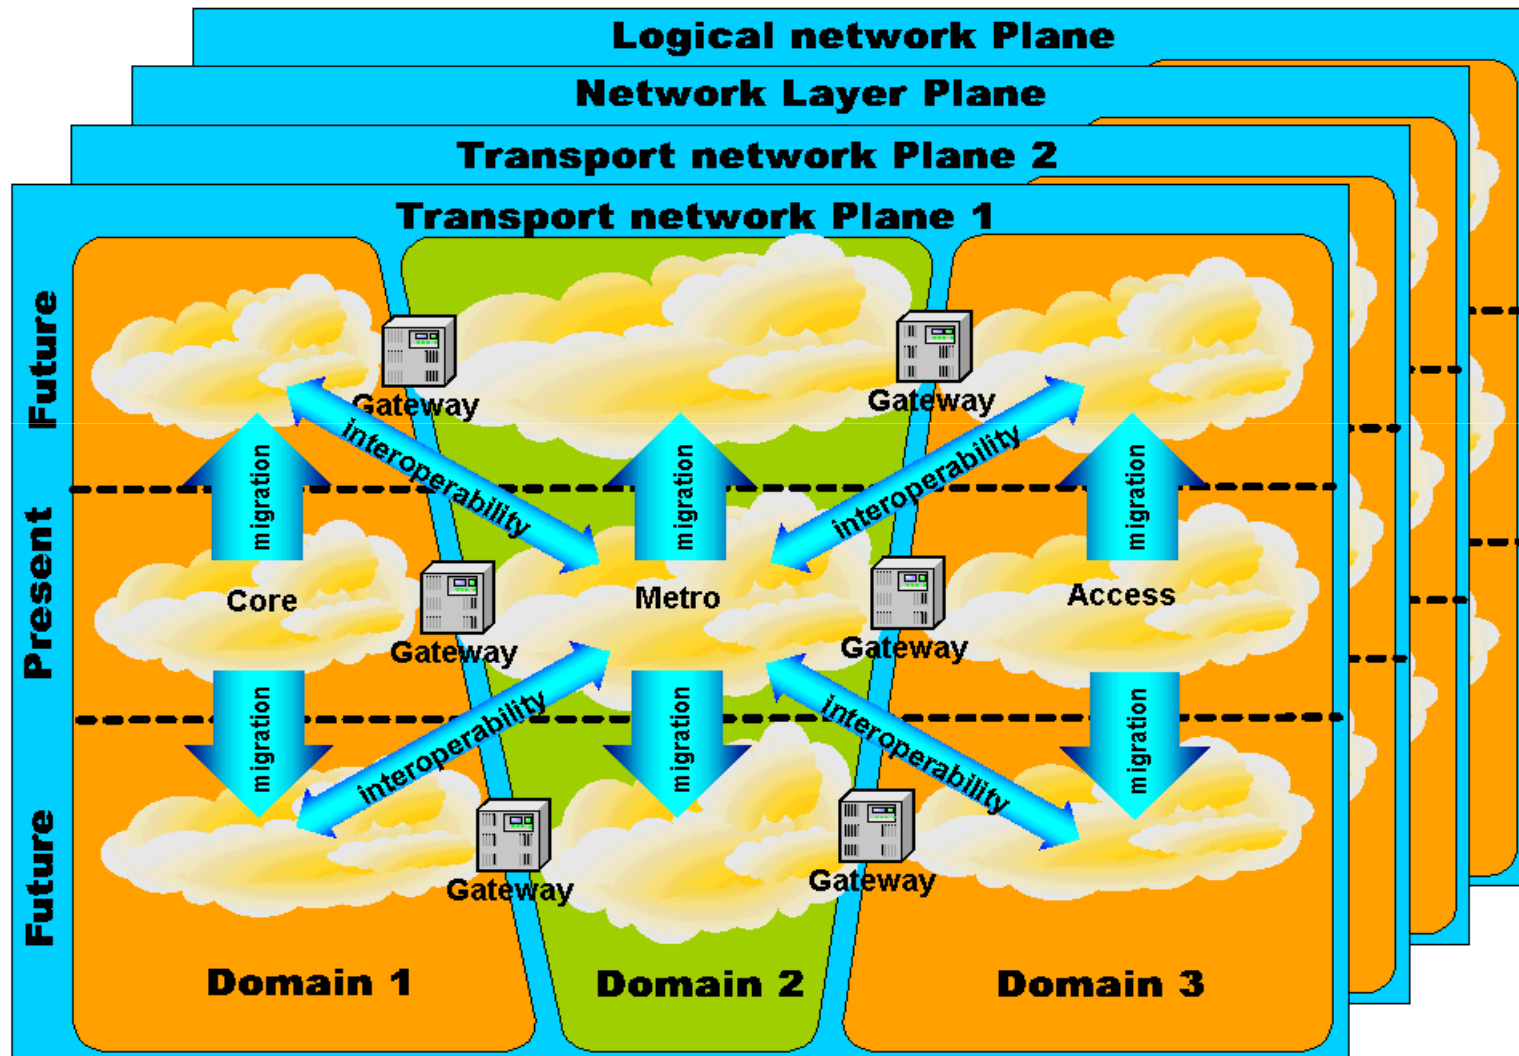 Logical network Plane
Network Layer Plane
Transport network Plane 2
Transport network Plane 1
Future
Gateway
Gateway
interoperability
interoperability
migration
migration
migration
Present
Core
Metro
Access
Gateway
Gateway
interoperability
interoperability
migration
migration
migration
Future
Gateway
Gateway
Domain 1
Domain 2
Domain 3